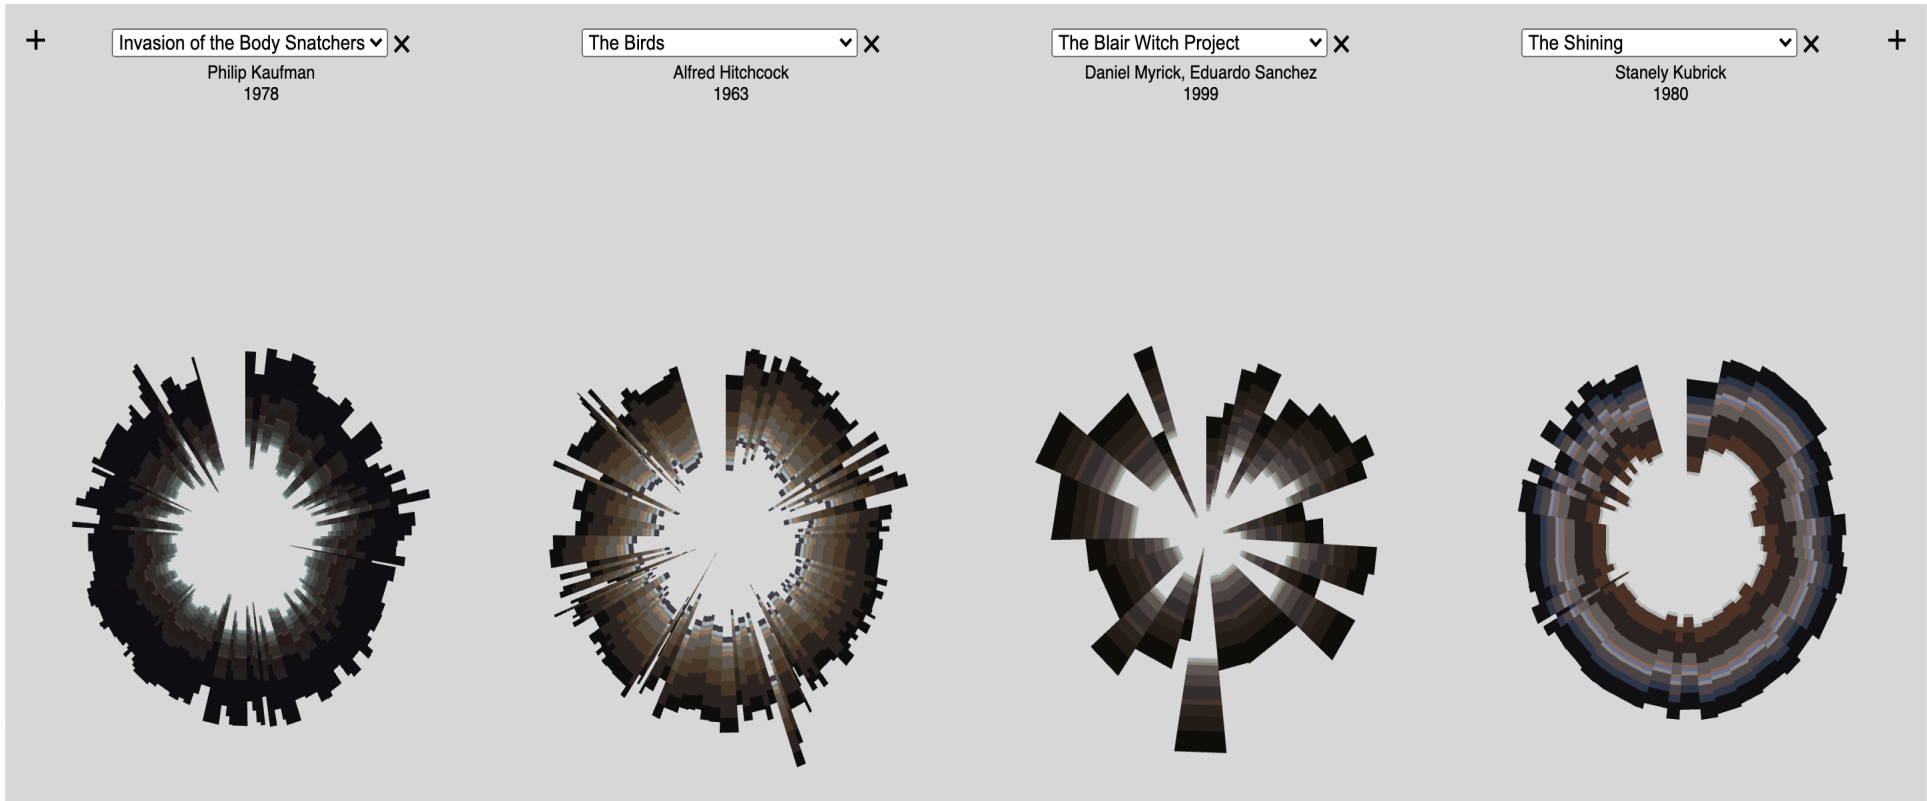 + Invasion of the Body Snatchers × The Birds × The Blair Witch Project × The Shining × +
Philip Kaufman Alfred Hitchcock Daniel Myrick, Eduardo Sanchez Stanely Kubrick
1978 1963 1999 1980